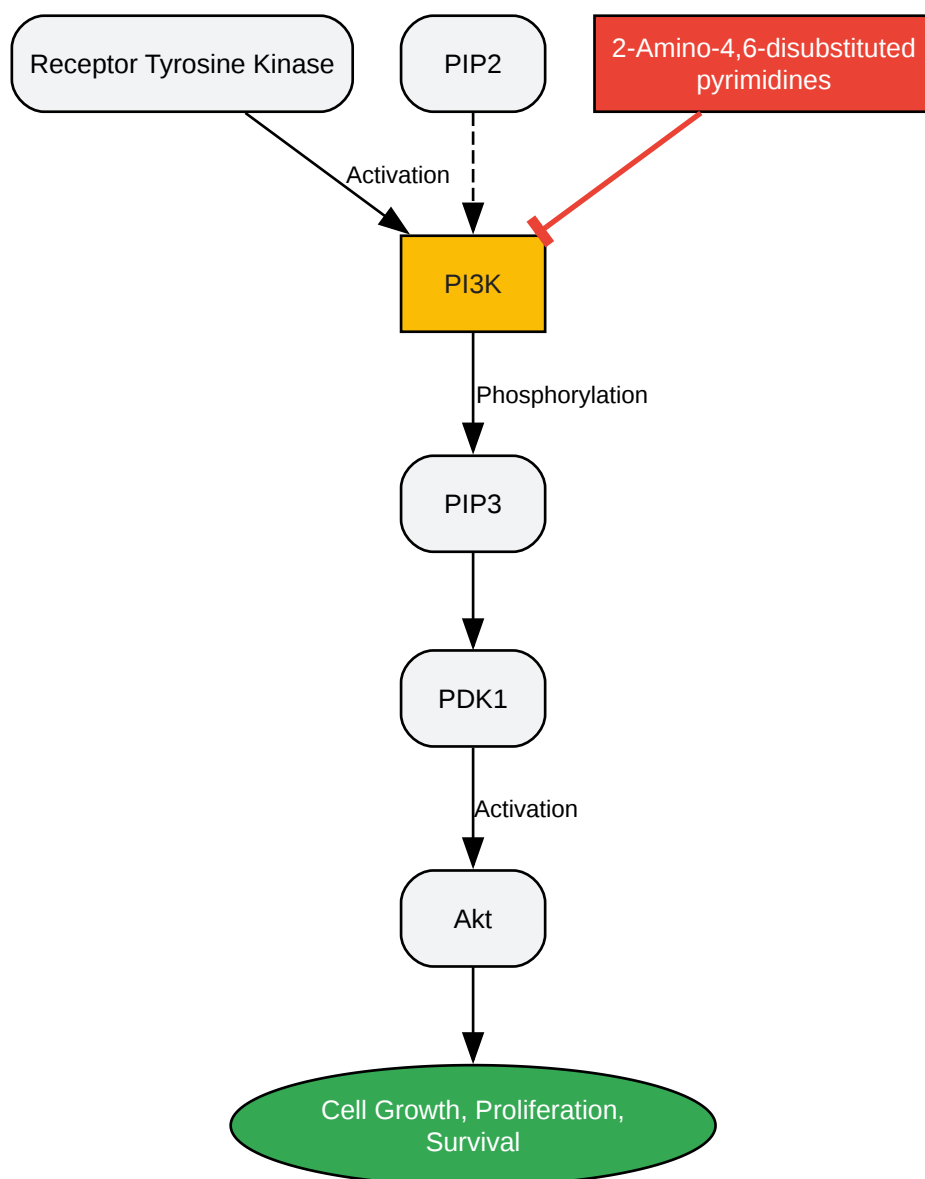 Receptor Tyrosine Kinase
PIP2
2-Amino-4,6-disubstituted
pyrimidines
Activation
PI3K
Phosphorylation
PIP3
PDK1
Activation
Akt
Cell Growth, Proliferation,
Survival